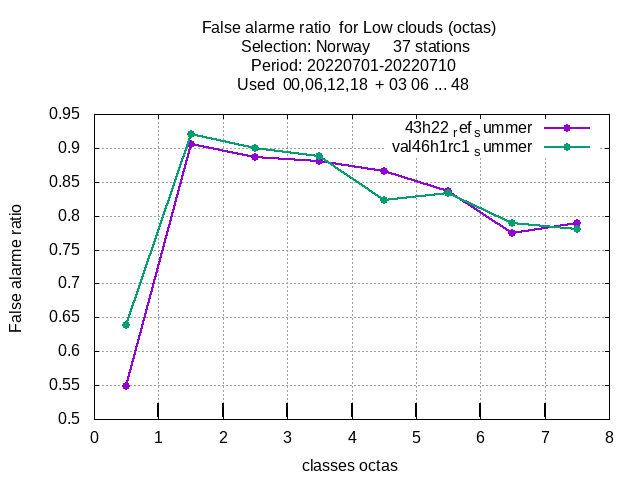 False alarme ratio  for Low clouds (octas)
Selection: Norway     37 stations
Period: 20220701-20220710
Used  00,06,12,18  + 03 06 ... 48
43h22 ref summer
val46h1rc1 summer
0.95
0.9
0.85
0.8
0.75
0.7
0.65
0.6
0.55
0.5
False alarme ratio
0 1 2 3 4 5 6 7 8
classes octas